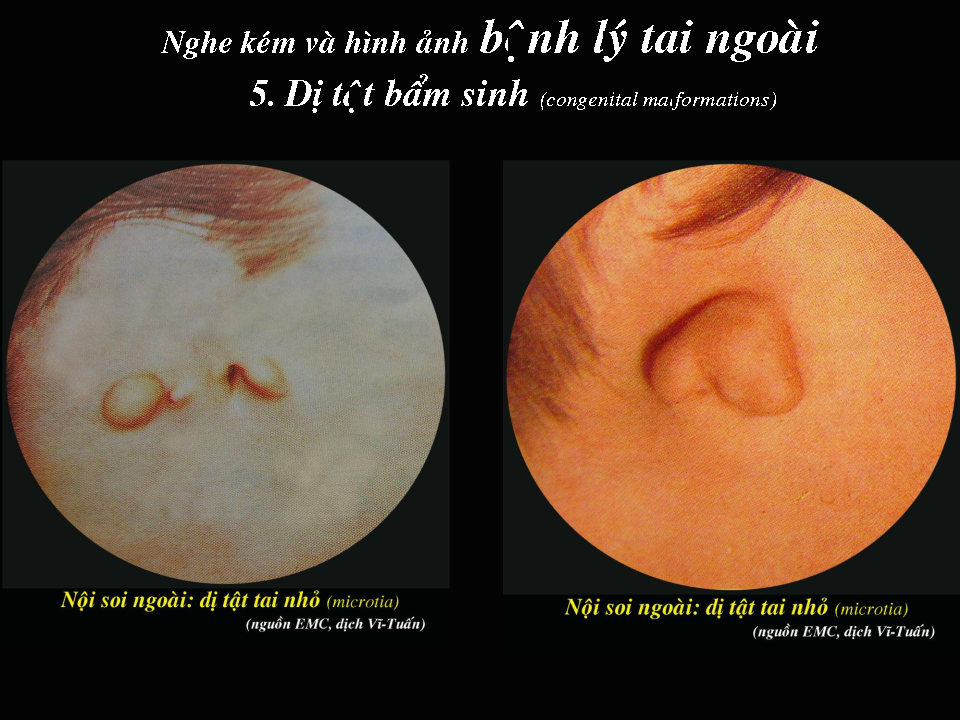 Nghe kém và hình ảnh bệnh lý tai ngoài
5. Dị tật bẩm sinh (congenital malformations)
Nội soi ngoài: dị tật tai nhỏ (microtia)
(nguồn EMC, dịch Vĩ-Tuấn)
Nội soi ngoài: dị tật tai nhỏ (microtia)
(nguồn EMC, dịch Vĩ-Tuấn)